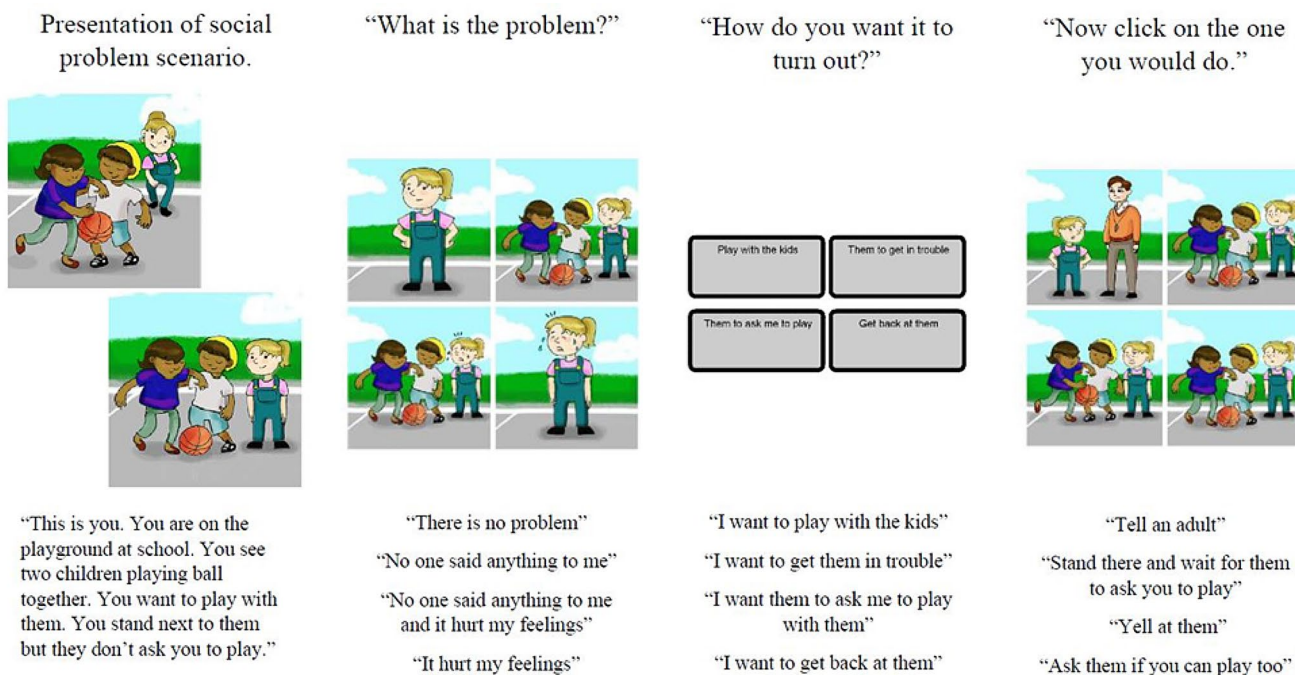 Presentation of social
problem scenario.
“This is you. You are on the
playground at school. You see
two children playing ball
together. You want to play with
them. You stand next to them
but they don’t ask you to play.”
“What is the problem?”
“There is no problem”
“No one said anything to me”
“No one said anything to me
and it hurt my feelings”
“It hurt my feelings”
“How do you want it to
turn out?”
Play with the kids
Them to get in trouble
Them to ask me to play
Get back at them
“I want to play with the kids”
“I want to get them in trouble”
“I want them to ask me to play
with them”
“I want to get back at them”
“Now click on the one
you would do.”
“Tell an adult”
“Stand there and wait for them
to ask you to play”
“Yell at them”
“Ask them if you can play too”